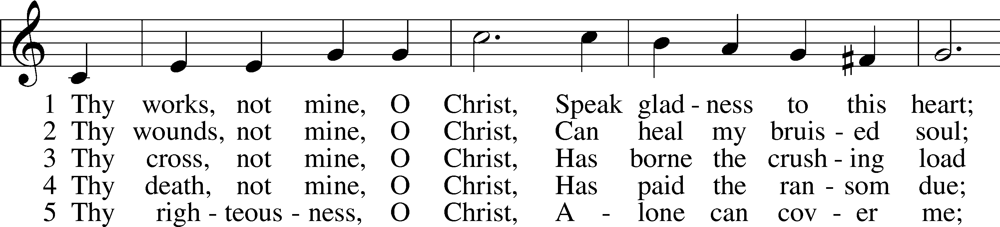 1 Thy works, not mine, O Christ, Speak glad - ness to this heart;
2 Thy wounds, not mine, O Christ, Can heal my bruis - ed soul;
3 Thy cross, not mine, O Christ, Has borne the crush - ing load
4 Thy death, not mine, O Christ, Has paid the ran - som due;
5 Thy righ - teous - ness, O Christ, A - lone can cov - er me;